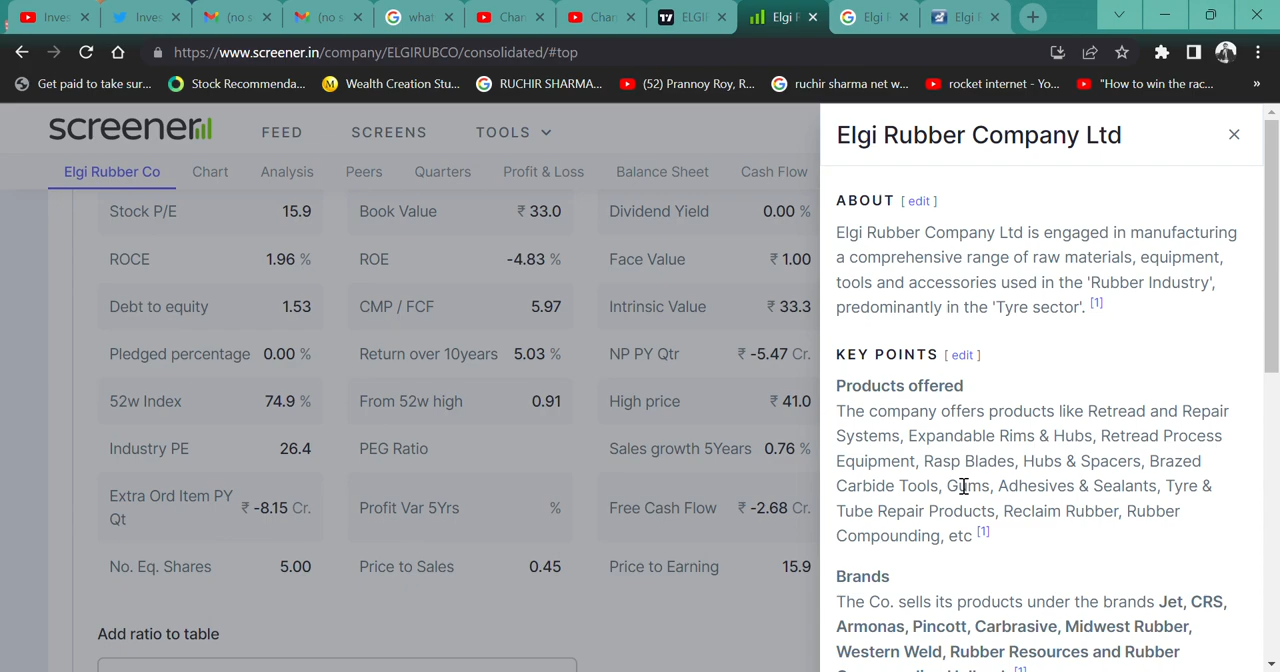 Inves
Inves
(no s
(no s
what
Chan
Chan
ELGIF
Elgi F
Elgi F
Elgi F
https://www.screener.in/company/ELGIRUBCO/consolidated/#top
Get paid to take sur... Stock Recommenda... Wealth Creation Stu... RUCHIR SHARMA... (52) Prannoy Roy, R... ruchir sharma net w... rocket internet - Yo... "How to win the rac... »
screener FEED SCREENS TOOLS
Elgi Rubber Co Chart Analysis Peers Quarters Profit & Loss Balance Sheet Cash Flow
Stock P/E 15.9 Book Value ₹ 33.0 Dividend Yield 0.00 %
ROCE 1.96 % ROE -4.83 % Face Value ₹ 1.00
Debt to equity 1.53 CMP / FCF 5.97 Intrinsic Value ₹ 33.3
Pledged percentage 0.00 % Return over 10years 5.03 % NP PY Qtr ₹ -5.47 Cr.
52w Index 74.9 % From 52w high 0.91 High price ₹ 41.0
Industry PE 26.4 PEG Ratio Sales growth 5Years 0.76 %
Extra Ord Item PY
Qt ₹ -8.15 Cr. Profit Var 5Yrs % Free Cash Flow ₹ -2.68 Cr.
No. Eq. Shares 5.00 Price to Sales 0.45 Price to Earning 15.9
Add ratio to table
Elgi Rubber Company Ltd
ABOUT [ edit ]
Elgi Rubber Company Ltd is engaged in manufacturing
a comprehensive range of raw materials, equipment,
tools and accessories used in the 'Rubber Industry',
predominantly in the 'Tyre sector'. [1]
KEY POINTS [ edit ]
Products offered
The company offers products like Retread and Repair
Systems, Expandable Rims & Hubs, Retread Process
Equipment, Rasp Blades, Hubs & Spacers, Brazed
Carbide Tools, Gums, Adhesives & Sealants, Tyre &
Tube Repair Products, Reclaim Rubber, Rubber
Compounding, etc [1]
Brands
The Co. sells its products under the brands Jet, CRS,
Armonas, Pincott, Carbrasive, Midwest Rubber,
Western Weld, Rubber Resources and Rubber